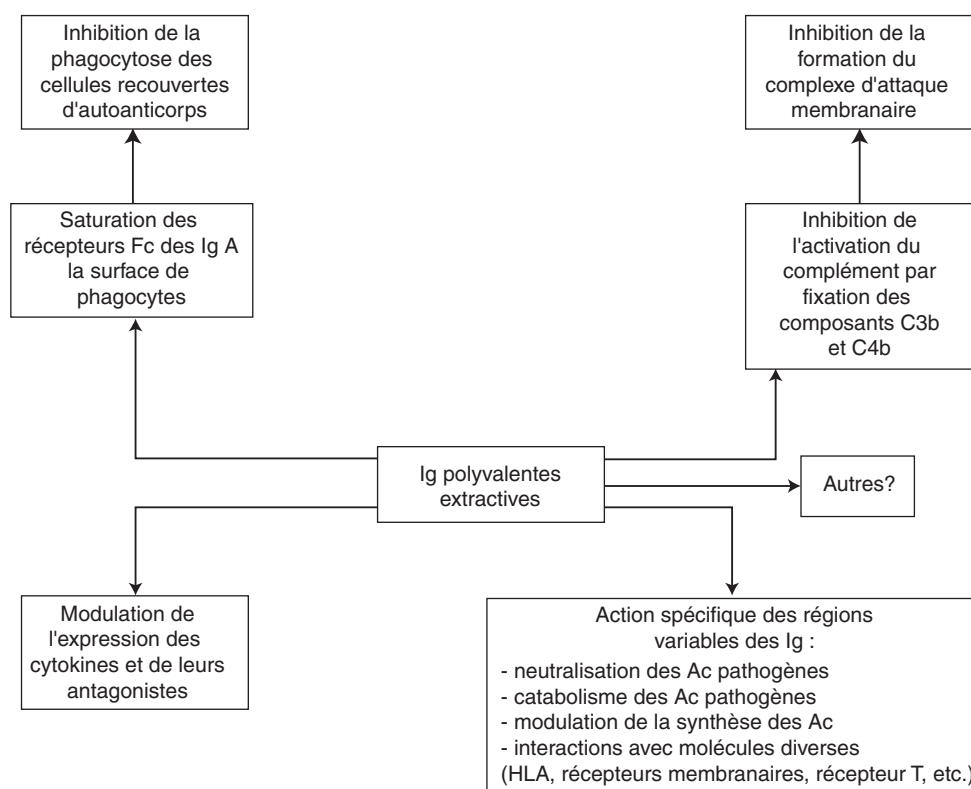 Inhibition de la
phagocytose des
cellules recouvertes
d'autoanticorps
Inhibition de la
formation du
complexe d'attaque
membranaire
Saturation des
récepteurs Fc des Ig A
la surface de
phagocytes
Inhibition de
l'activation du
complément par
fixation des
composants C3b
et C4b
Ig polyvalentes
extractives
Autres?
Modulation de
l'expression des
cytokines et de leurs
antagonistes
Action spécifique des régions
variables des Ig :
- neutralisation des Ac pathogènes
- catabolisme des Ac pathogènes
- modulation de la synthèse des Ac
- interactions avec molécules diverses
(HLA, récepteurs membranaires, récepteur T, etc.)